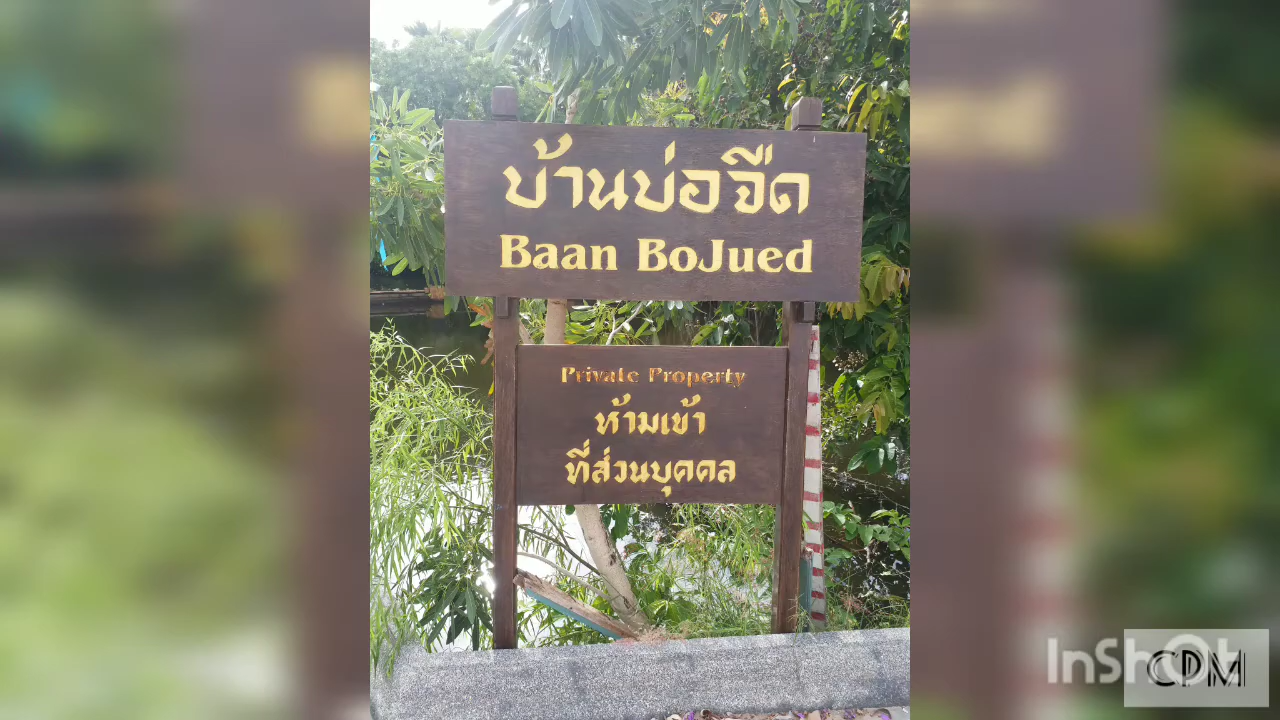 บ้านบ่อจืด
Baan BoJued
Private Property
ห้ามเข้า
ที่ส่วนบุคคล
InShot
CPM